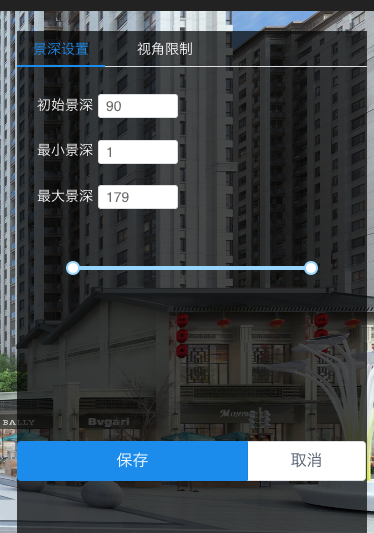 景深设置 视角限制
初始景深 90
最小景深 1
最大景深 179
BALLY Bvgari
保存 取消